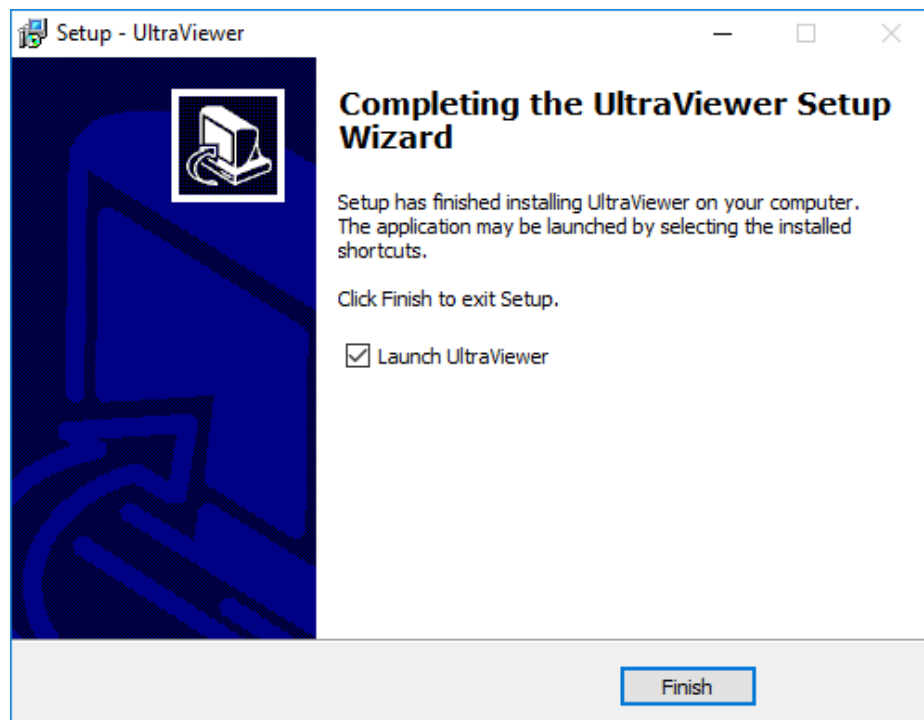 Setup - UltraViewer
Completing the UltraViewer Setup
Wizard
Setup has finished installing UltraViewer on your computer.
The application may be launched by selecting the installed
shortcuts.
Click Finish to exit Setup.
Launch UltraViewer
Finish